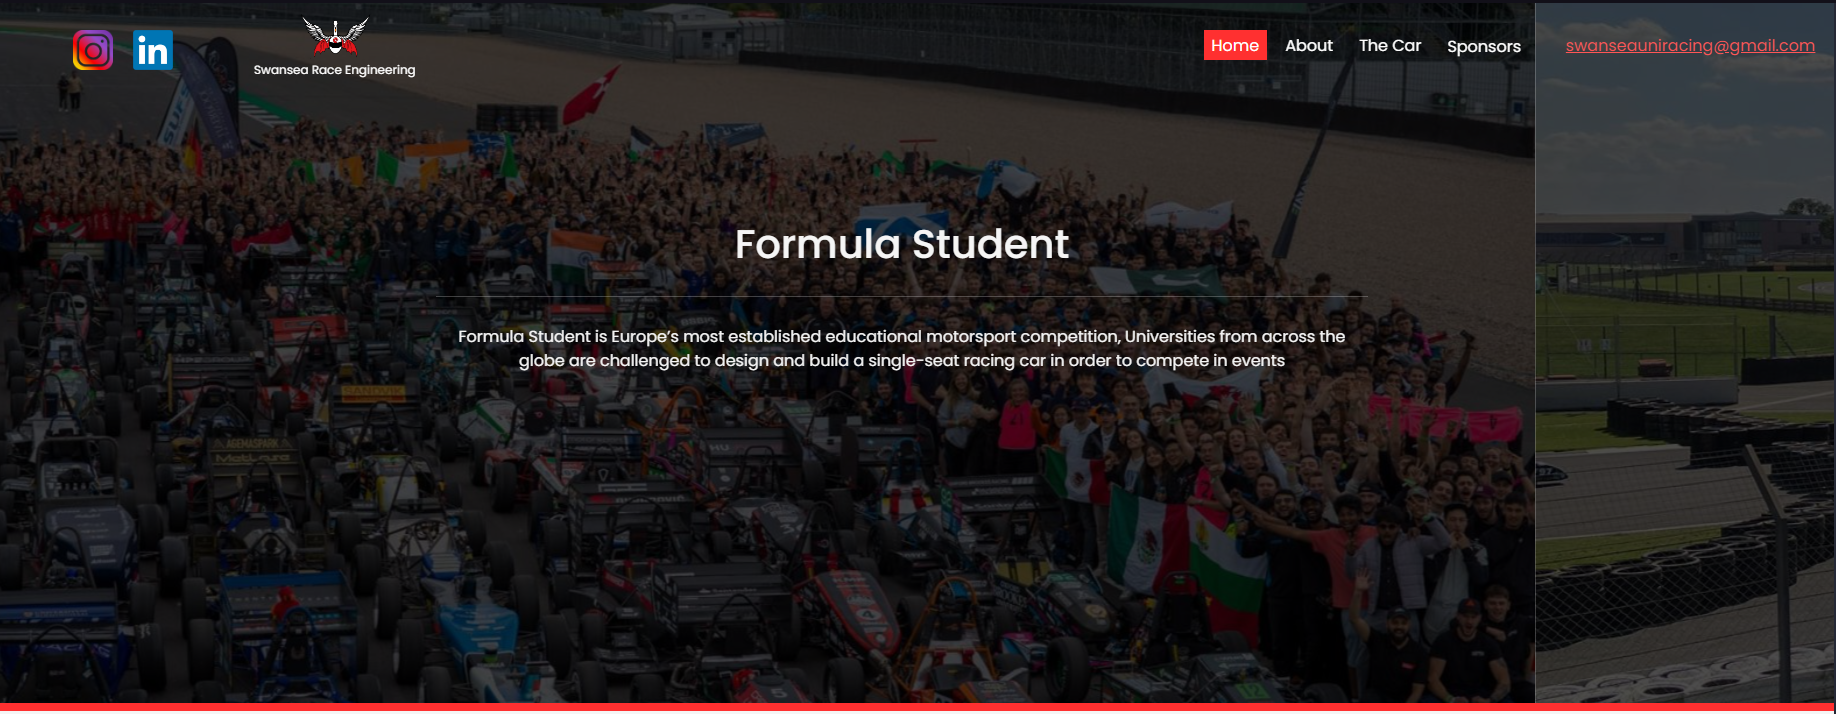 Swansea Race Engineering
Home About The Car Sponsors
swanseauniracing@gmail.com
Formula Student
Formula Student is Europe's most established educational motorsport competition, Universities from across the
globe are challenged to design and build a single-seat racing car in order to compete in events
AGEMASPARK
in